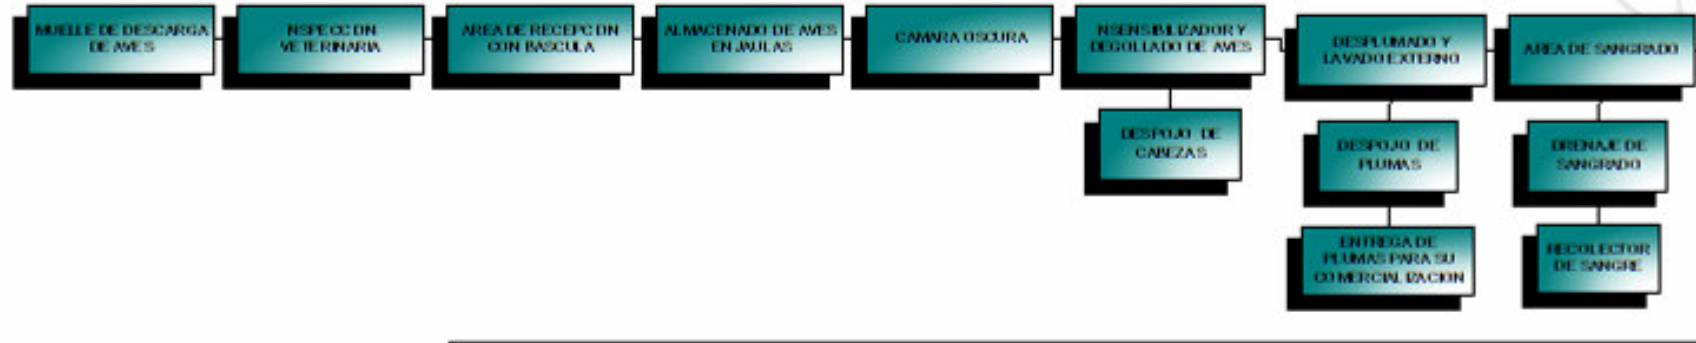 MUELLE DE DESCARGA
DE AVES
INSPECCION
VETERINARIA
AREA DE RECEPCION
CON BASCULA
ALMACENADO DE AVES
EN JAULAS
CAMARA OSCURA
INSENSIBILIZADOR Y
DEGOLLADO DE AVES
DESPLUMADO Y
LAVADO EXTERNO
AREA DE SANGRADO
DESPOJO DE
CABEZAS
DESPOJO DE
PLUMAS
DRENAJE DE
SANGRADO
ENTREGA DE
PLUMAS PARA SU
COMERCIALIZACION
RECOLECTOR
DE SANGRE